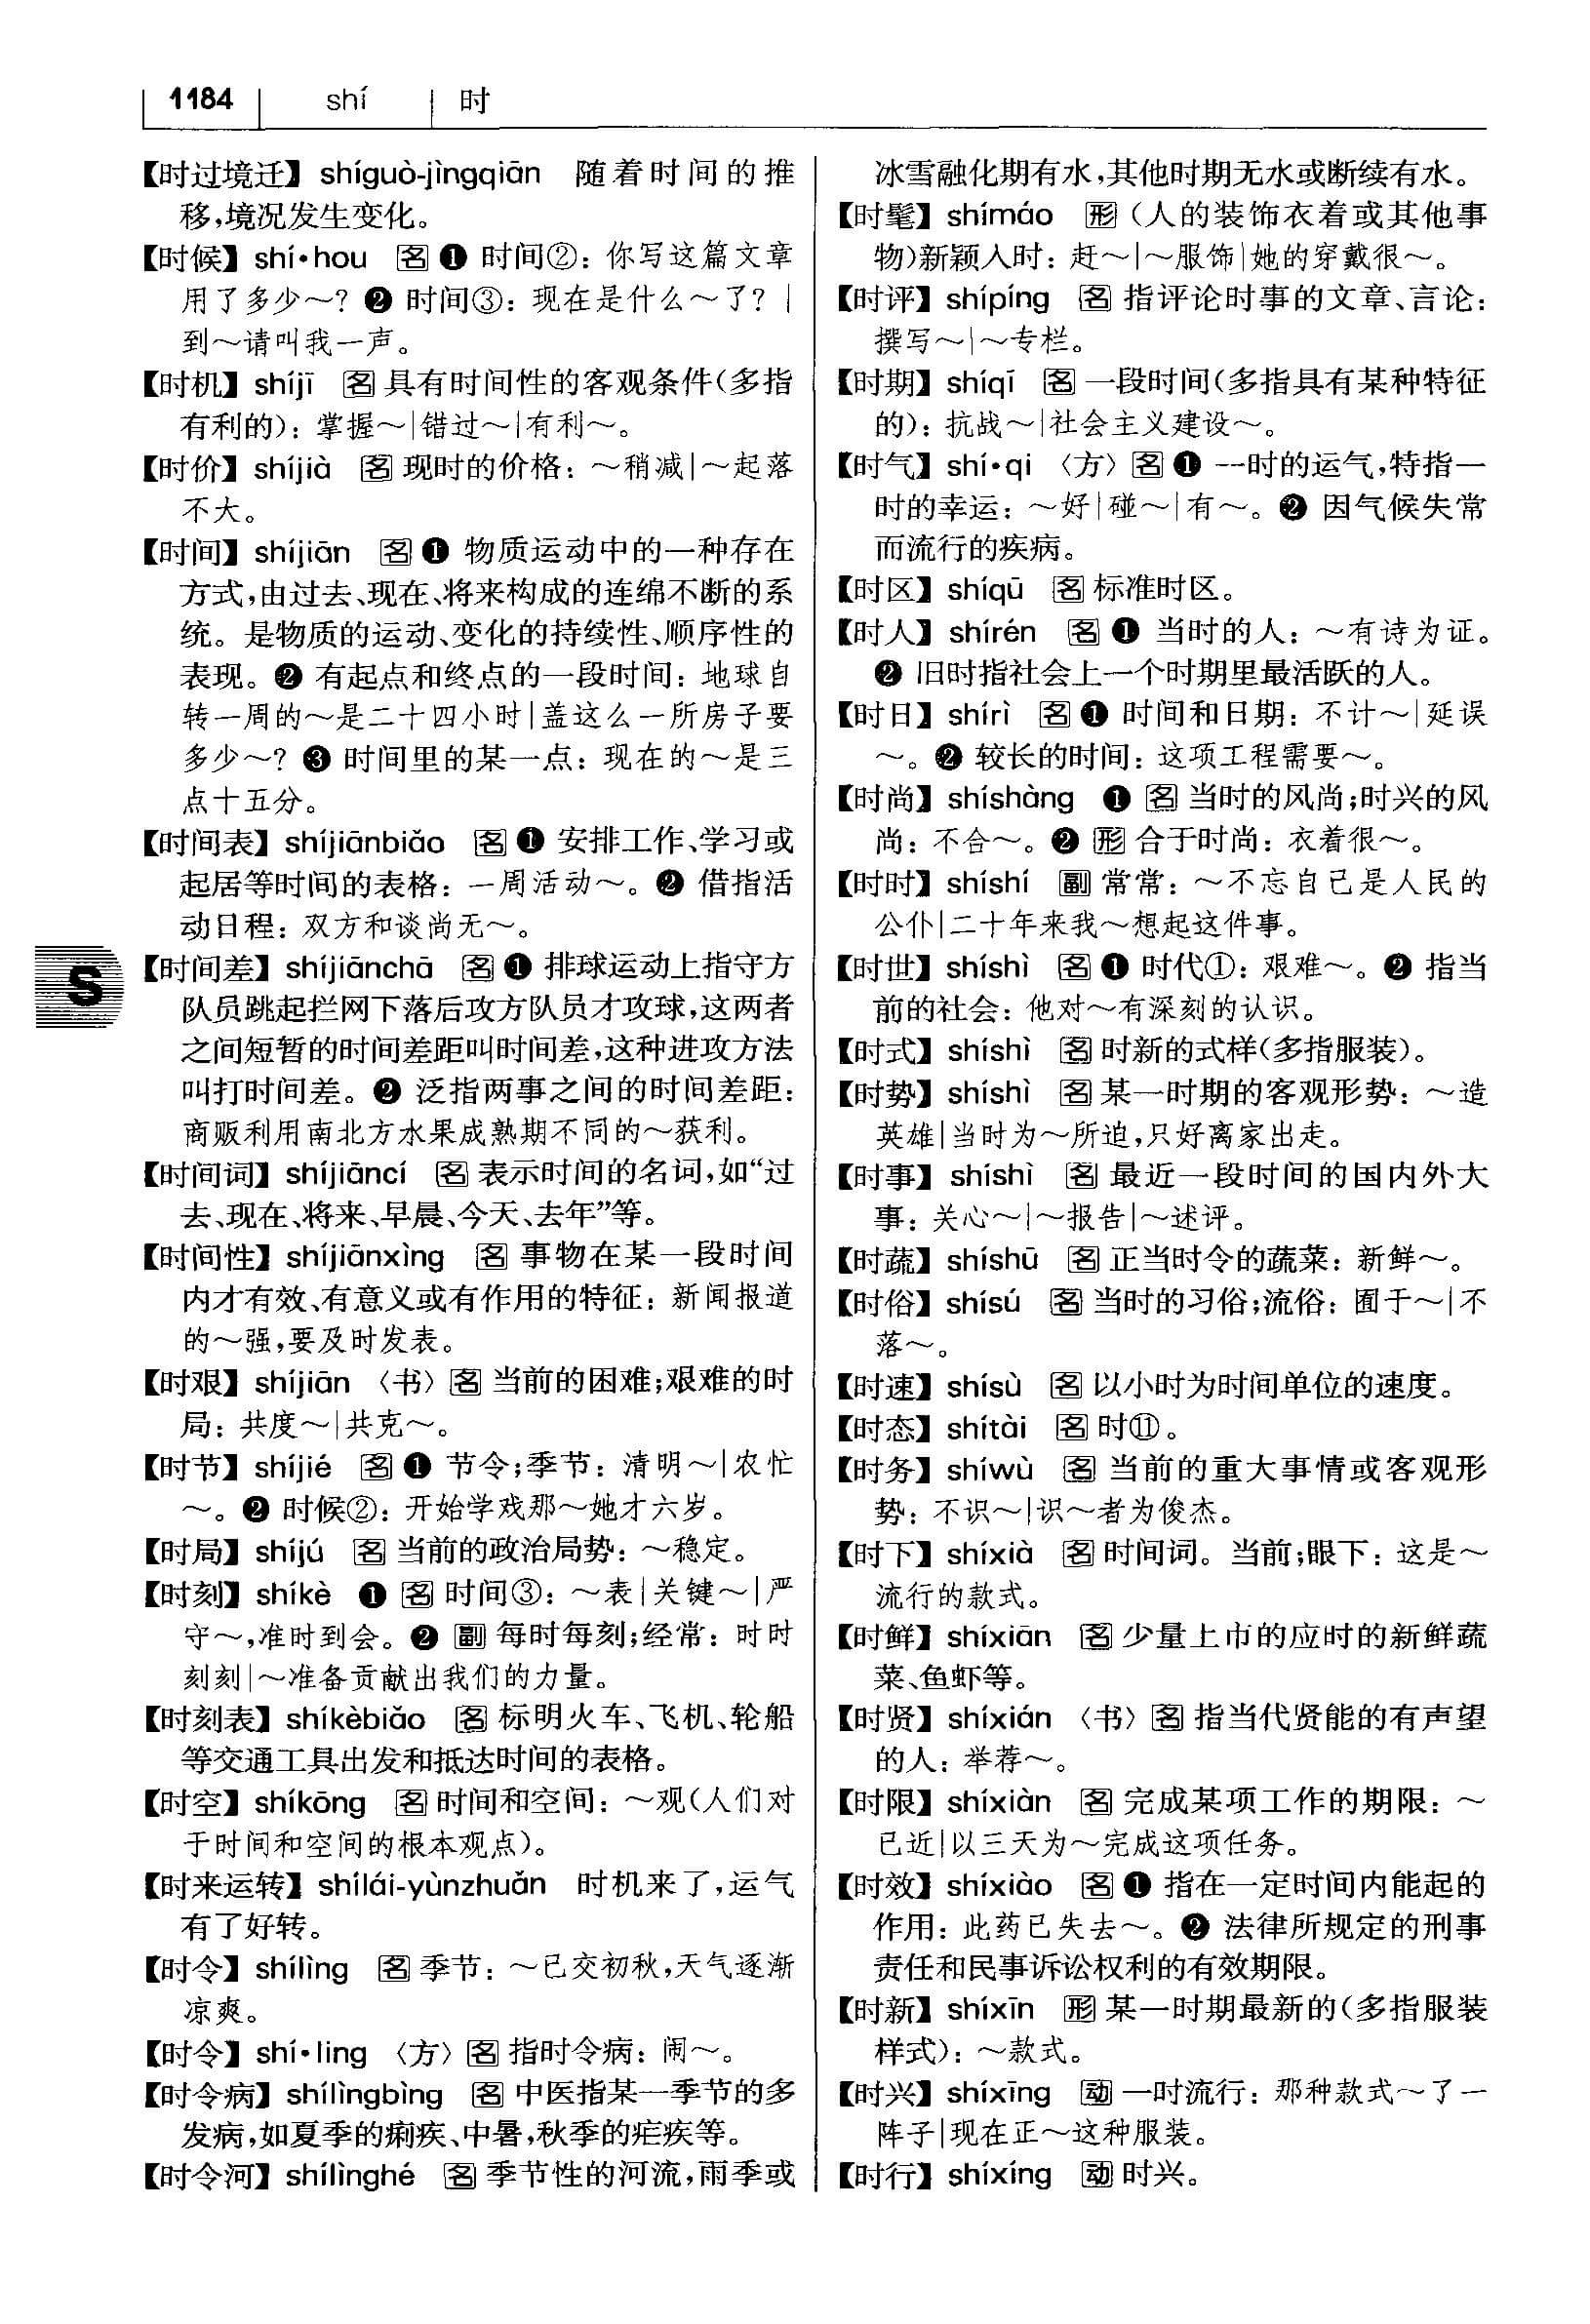 1184 shí 时
【时过境迁】 shíguò-jìngqiān 随着时间的推
移,境况发生变化。
【时候】 shí·hou 名 ❶ 时间②: 你写这篇文章
用了多少～? ❷ 时间③: 现在是什么～了? |
到～请叫我一声。
【时机】 shíjī 名 具有时间性的客观条件(多指
有利的): 掌握～|错过～|有利～。
【时价】 shíjià 名 现时的价格: ～稍减|～起落
不大。
【时间】 shíjiān 名 ❶ 物质运动中的一种存在
方式,由过去、现在、将来构成的连绵不断的系
统。是物质的运动、变化的持续性、顺序性的
表现。❷ 有起点和终点的一段时间: 地球自
转一周的～是二十四小时|盖这么一所房子要
多少～? ❸ 时间里的某一点: 现在的～是三
点十五分。
【时间表】 shíjiānbiǎo 名 ❶ 安排工作、学习或
起居等时间的表格: 一周活动～。❷ 借指活
动日程: 双方和谈尚无～。
【时间差】 shíjiānchā 名 ❶ 排球运动上指守方
队员跳起拦网下落后攻方队员才攻球,这两者
之间短暂的时间差距叫时间差,这种进攻方法
叫打时间差。❷ 泛指两事之间的时间差距:
商贩利用南北方水果成熟期不同的～获利。
【时间词】 shíjiāncí 名 表示时间的名词,如“过
去、现在、将来、早晨、今天、去年”等。
【时间性】 shíjiānxìng 名 事物在某一段时间
内才有效、有意义或有作用的特征: 新闻报道
的～强,要及时发表。
【时艰】 shíjiān 〈书〉 名 当前的困难;艰难的时
局: 共度～|共克～。
【时节】 shíjié 名 ❶ 节令;季节: 清明～|农忙
～。❷ 时候②: 开始学戏那～她才六岁。
【时局】 shíjú 名 当前的政治局势: ～稳定。
【时刻】 shíkè ❶ 名 时间③: ～表|关键～|严
守～,准时到会。❷ 副 每时每刻;经常: 时时
刻刻|～准备贡献出我们的力量。
【时刻表】 shíkèbiǎo 名 标明火车、飞机、轮船
等交通工具出发和抵达时间的表格。
【时空】 shíkōng 名 时间和空间: ～观(人们对
于时间和空间的根本观点)。
【时来运转】 shílái-yùnzhuǎn 时机来了,运气
有了好转。
【时令】 shílìng 名 季节: ～已交初秋,天气逐渐
凉爽。
【时令】 shí·ling 〈方〉 名 指时令病: 闹～。
【时令病】 shílìngbìng 名 中医指某一季节的多
发病,如夏季的痢疾、中暑,秋季的疟疾等。
【时令河】 shílìnghé 名 季节性的河流,雨季或
S
冰雪融化期有水,其他时期无水或断续有水。
【时髦】 shímáo 形 (人的装饰衣着或其他事
物)新颖入时: 赶～|～服饰|她的穿戴很～。
【时评】 shípíng 名 指评论时事的文章、言论:
撰写～|～专栏。
【时期】 shíqī 名 一段时间(多指具有某种特征
的): 抗战～|社会主义建设～。
【时气】 shí·qi 〈方〉 名 ❶ 一时的运气,特指一
时的幸运: ～好|碰～|有～。❷ 因气候失常
而流行的疾病。
【时区】 shíqū 名 标准时区。
【时人】 shírén 名 ❶ 当时的人: ～有诗为证。
❷ 旧时指社会上一个时期里最活跃的人。
【时日】 shírì 名 ❶ 时间和日期: 不计～|延误
～。❷ 较长的时间: 这项工程需要～。
【时尚】 shíshàng ❶ 名 当时的风尚;时兴的风
尚: 不合～。❷ 形 合于时尚: 衣着很～。
【时时】 shíshí 副 常常: ～不忘自己是人民的
公仆|二十年来我～想起这件事。
【时世】 shíshì 名 ❶ 时代①: 艰难～。❷ 指当
前的社会: 他对～有深刻的认识。
【时式】 shíshì 名 时新的式样(多指服装)。
【时势】 shíshì 名 某一时期的客观形势: ～造
英雄|当时为～所迫,只好离家出走。
【时事】 shíshì 名 最近一段时间的国内外大
事: 关心～|～报告|～述评。
【时蔬】 shíshū 名 正当时令的蔬菜: 新鲜～。
【时俗】 shísú 名 当时的习俗;流俗: 囿于～|不
落～。
【时速】 shísù 名 以小时为时间单位的速度。
【时态】 shítài 名 时⑪。
【时务】 shíwù 名 当前的重大事情或客观形
势: 不识～|识～者为俊杰。
【时下】 shíxià 名 时间词。当前;眼下: 这是～
流行的款式。
【时鲜】 shíxiān 名 少量上市的应时的新鲜蔬
菜、鱼虾等。
【时贤】 shíxián 〈书〉 名 指当代贤能的有声望
的人: 举荐～。
【时限】 shíxiàn 名 完成某项工作的期限: ～
已近|以三天为～完成这项任务。
【时效】 shíxiào 名 ❶ 指在一定时间内能起的
作用: 此药已失去～。❷ 法律所规定的刑事
责任和民事诉讼权利的有效期限。
【时新】 shíxīn 形 某一时期最新的(多指服装
样式): ～款式。
【时兴】 shíxīng 动 一时流行: 那种款式～了一
阵子|现在正～这种服装。
【时行】 shíxíng 动 时兴。